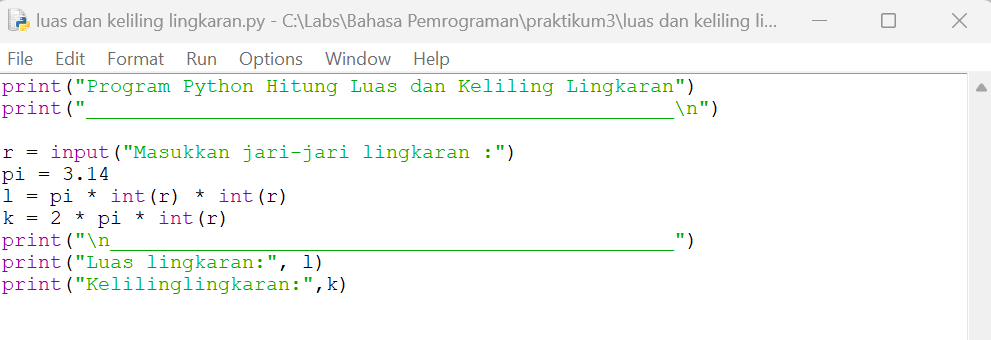 luas dan keliling lingkaran.py - C:\Labs\Bahasa Pemrograman\praktikum3\luas dan keliling li...
File Edit Format Run Options Window Help
print("Program Python Hitung Luas dan Keliling Lingkaran")
print("_________________________________________________\n")
r = input("Masukkan jari-jari lingkaran :")
pi = 3.14
l = pi * int(r) * int(r)
k = 2 * pi * int(r)
print("\n_______________________________________________")
print("Luas lingkaran:", l)
print("Kelilinglingkaran:",k)